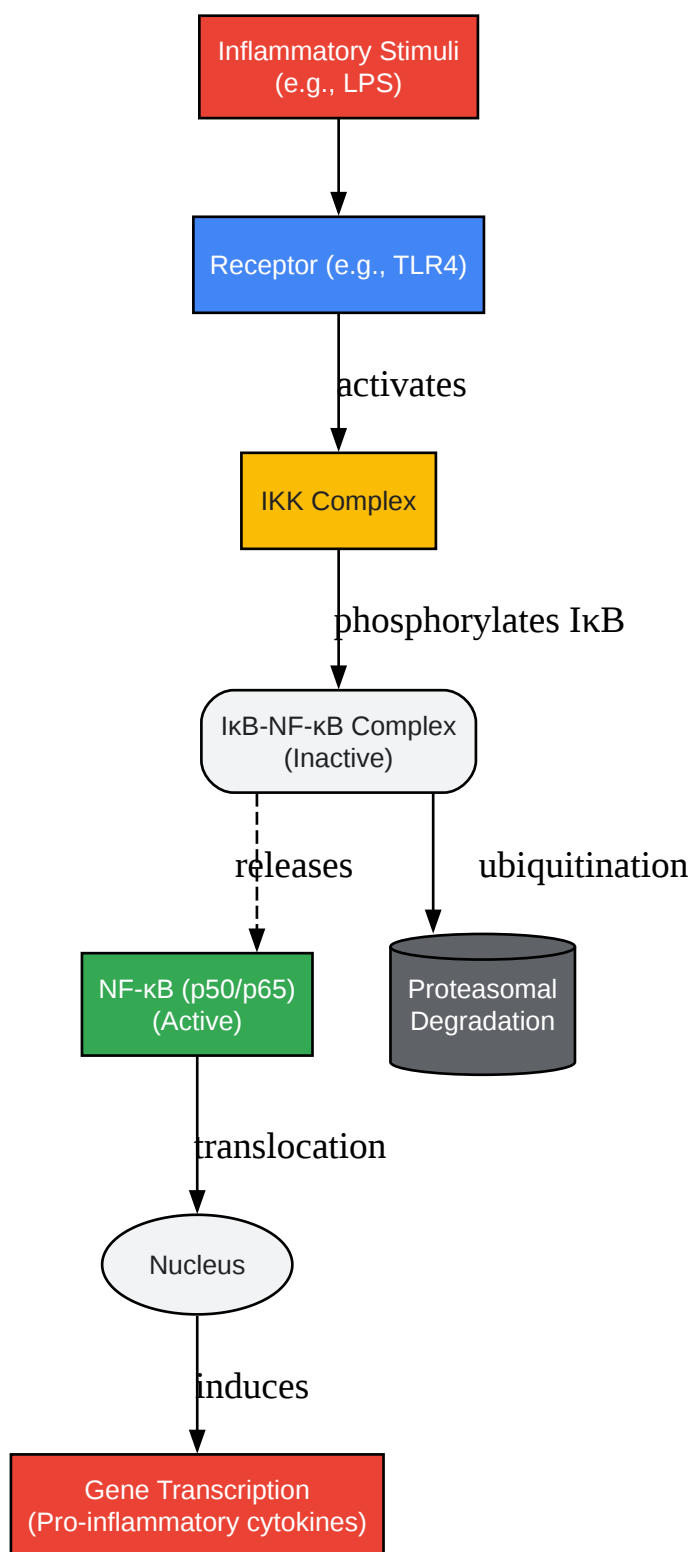 Inflammatory Stimuli
(e.g., LPS)
Receptor (e.g., TLR4)
activates
IKK Complex
phosphorylates IκB
IκB-NF-κB Complex
(Inactive)
releases
ubiquitination
NF-κB (p50/p65)
(Active)
Proteasomal
Degradation
translocation
Nucleus
induces
Gene Transcription
(Pro-inflammatory cytokines)